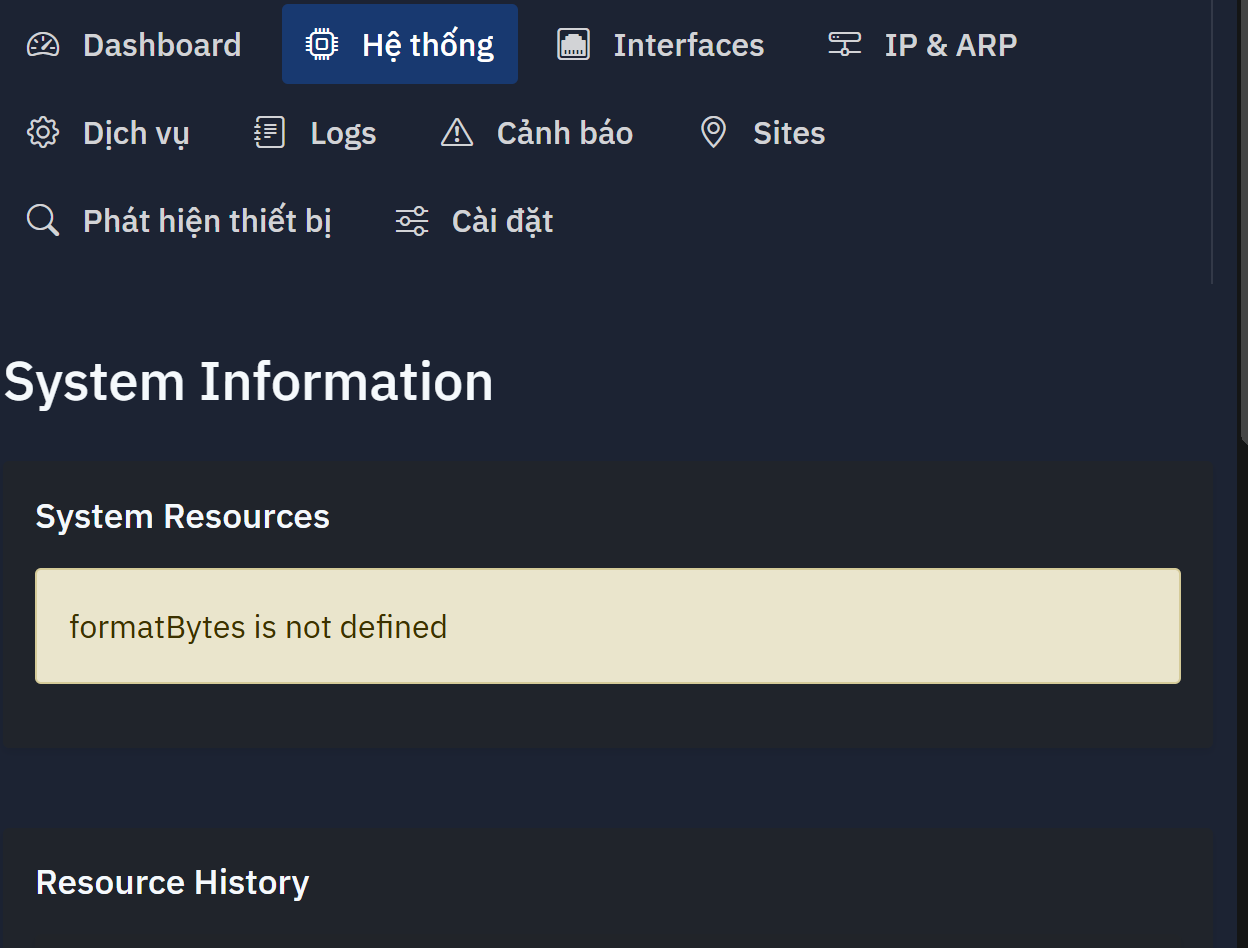 Dashboard Hệ thống Interfaces IP & ARP
Dịch vụ Logs Cảnh báo Sites
Phát hiện thiết bị Cài đặt
System Information
System Resources
formatBytes is not defined
Resource History